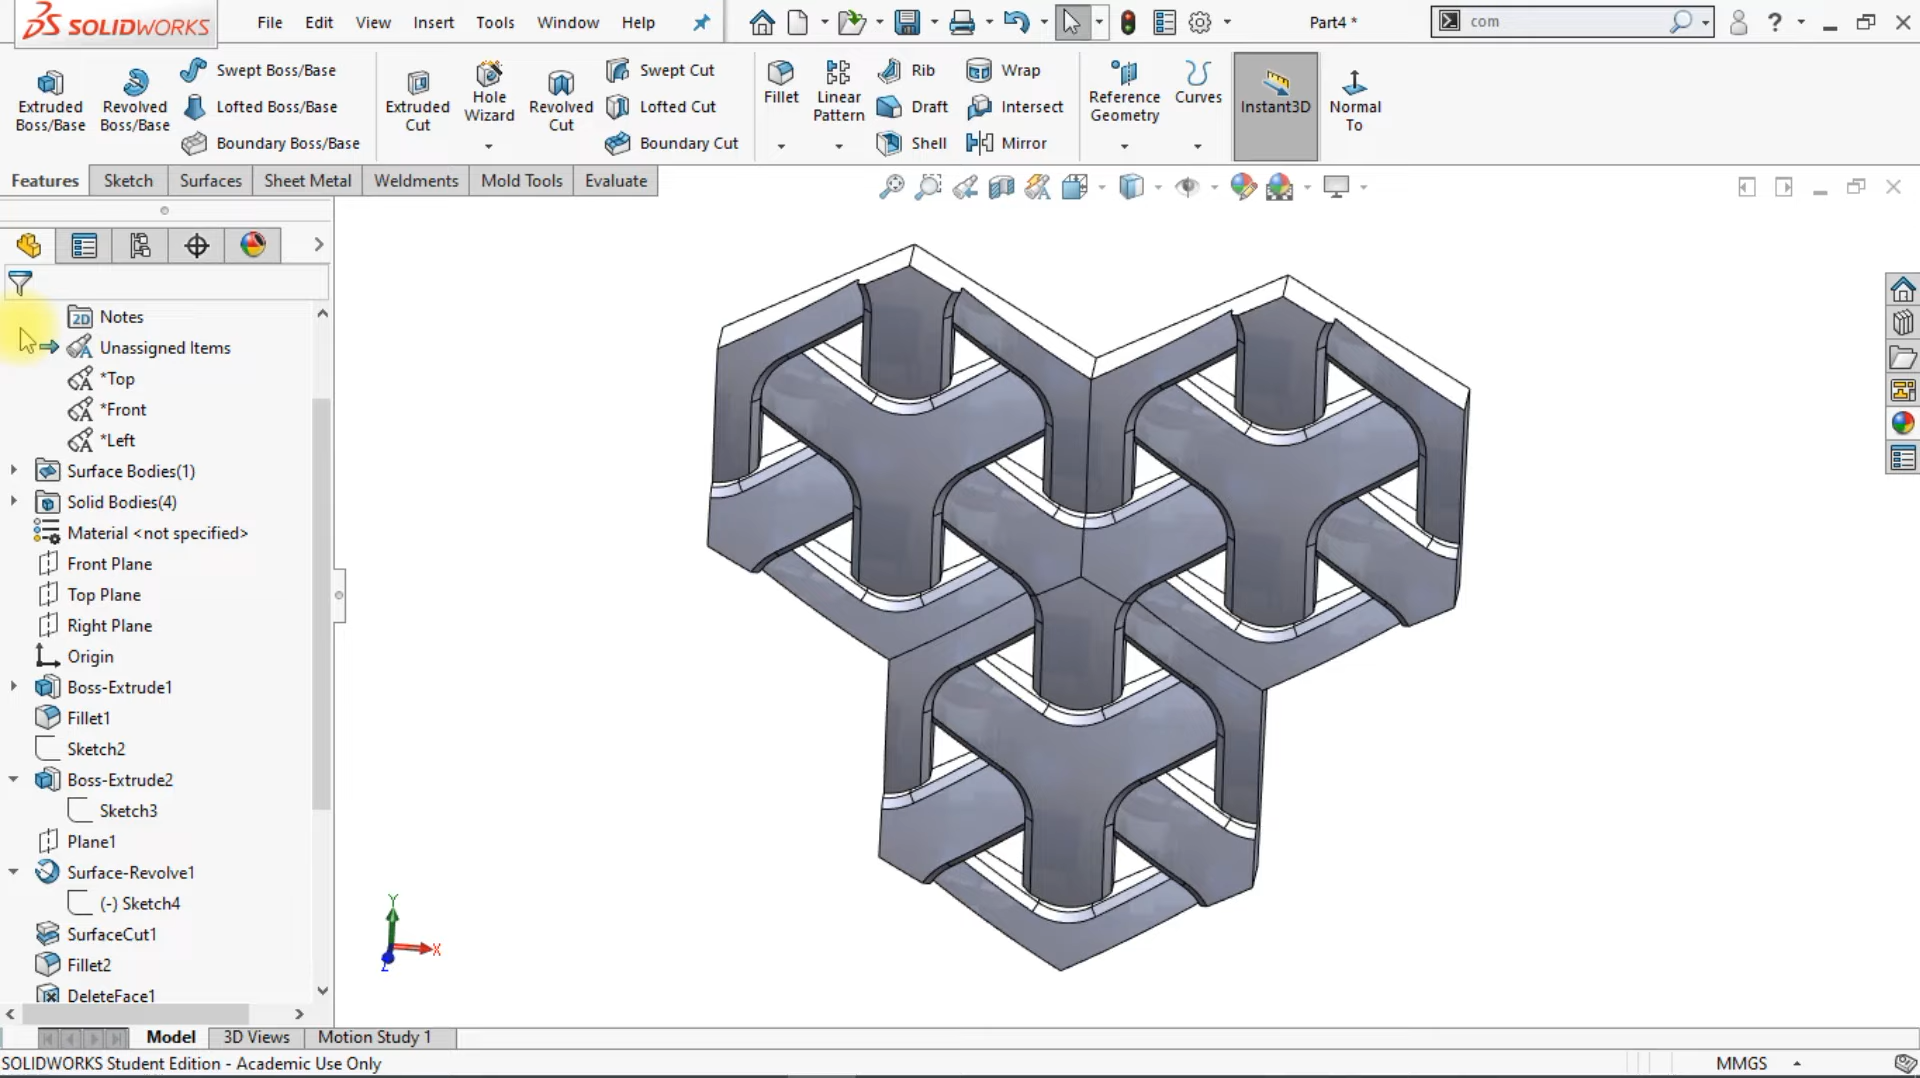 SOLIDWORKS
File
Edit
View
Insert
Tools
Window
Help
Part4 *
com
?
Extruded
Boss/Base
Revolved
Boss/Base
Swept Boss/Base
Lofted Boss/Base
Boundary Boss/Base
Extruded
Cut
Hole
Wizard
Revolved
Cut
Swept Cut
Lofted Cut
Boundary Cut
Fillet
Linear
Pattern
Rib
Draft
Shell
Wrap
Intersect
Mirror
Reference
Geometry
Curves
Instant3D
Normal
To
Features
Sketch
Surfaces
Sheet Metal
Weldments
Mold Tools
Evaluate
2D Notes
Unassigned Items
*Top
*Front
*Left
Surface Bodies(1)
Solid Bodies(4)
Material <not specified>
Front Plane
Top Plane
Right Plane
Origin
Boss-Extrude1
Fillet1
Sketch2
Boss-Extrude2
Sketch3
Plane1
Surface-Revolve1
(-) Sketch4
SurfaceCut1
Fillet2
DeleteFace1
Y
X
Z
Model
3D Views
Motion Study 1
SOLIDWORKS Student Edition - Academic Use Only
MMGS